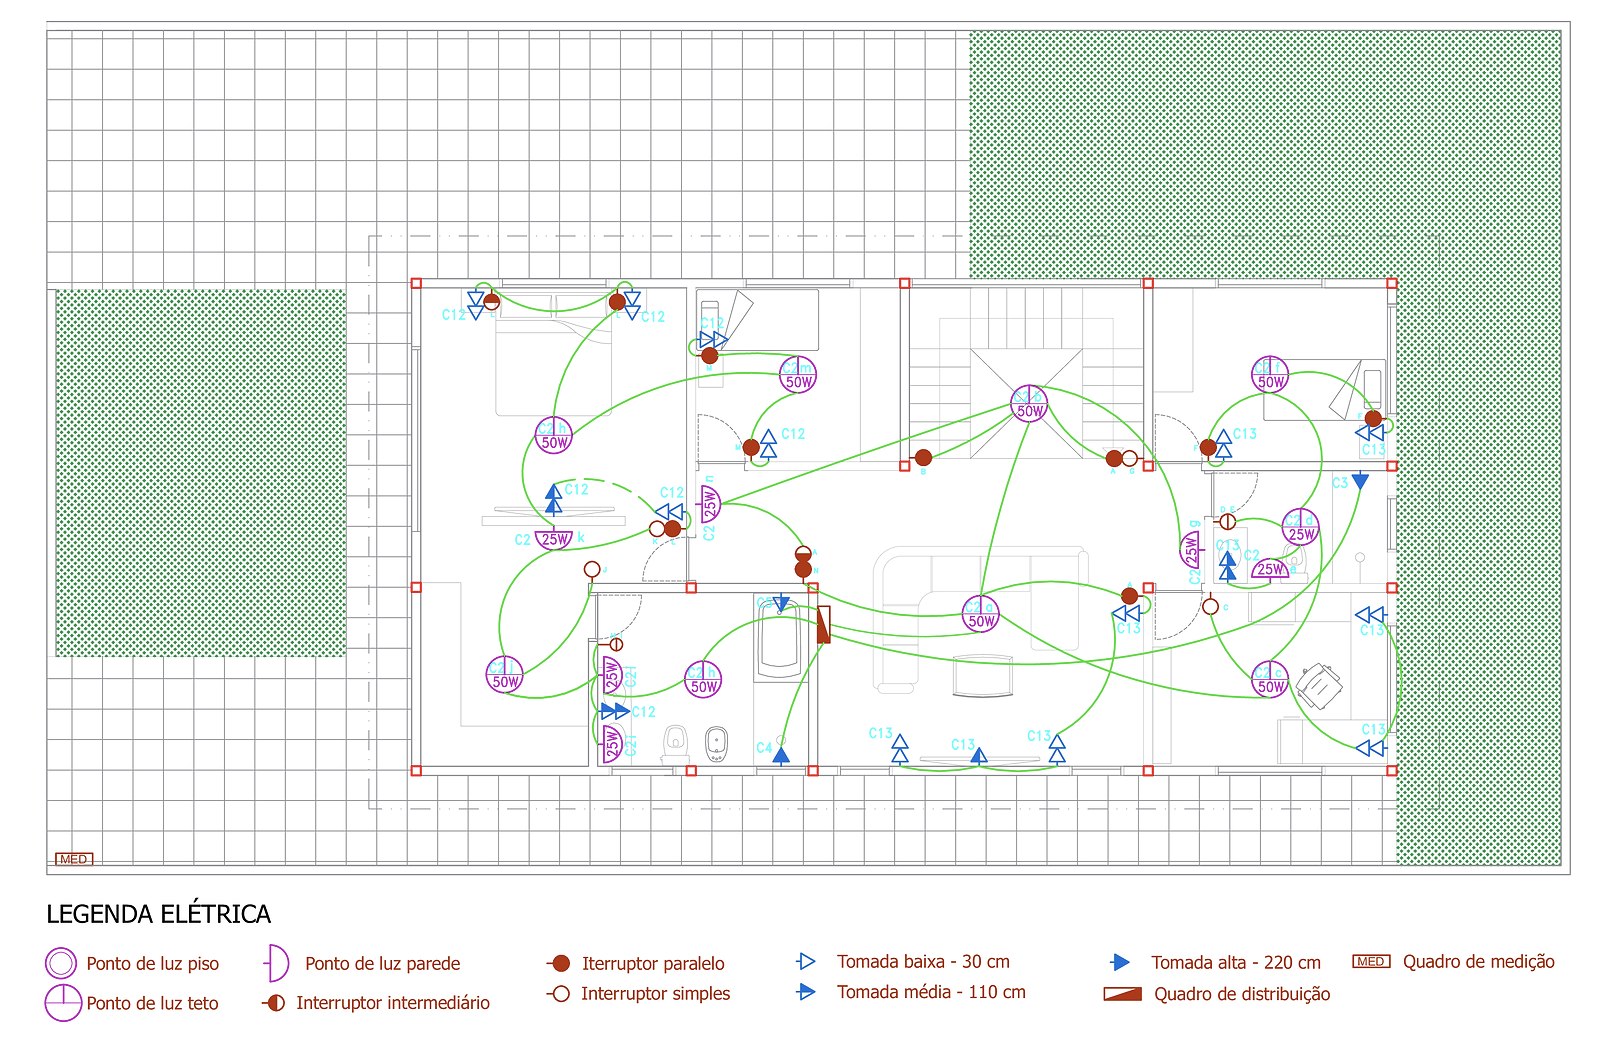 C12
C12
C12
C2 m
50W
C2 b
50W
C2 f
50W
C2 h
50W
C12
M
B
A
G
F
C13
C13
C12
C12
C2
25W
k
K
L
n
25W
C2
A
N
g
25W
C2
D E
C2 d
25W
C3
C13
C2
25W
J
C5
C2 a
50W
A
C13
C
C13
C2 j
50W
25W
C2i
C2 h
50W
C12
25W
C2i
C4
C13
C13
C13
C2 c
50W
C13
MED
LEGENDA ELÉTRICA
Ponto de luz piso
Ponto de luz parede
Iterruptor paralelo
Tomada baixa - 30 cm
Tomada alta - 220 cm
MED Quadro de medição
Ponto de luz teto
Interruptor intermediário
Interruptor simples
Tomada média - 110 cm
Quadro de distribuição